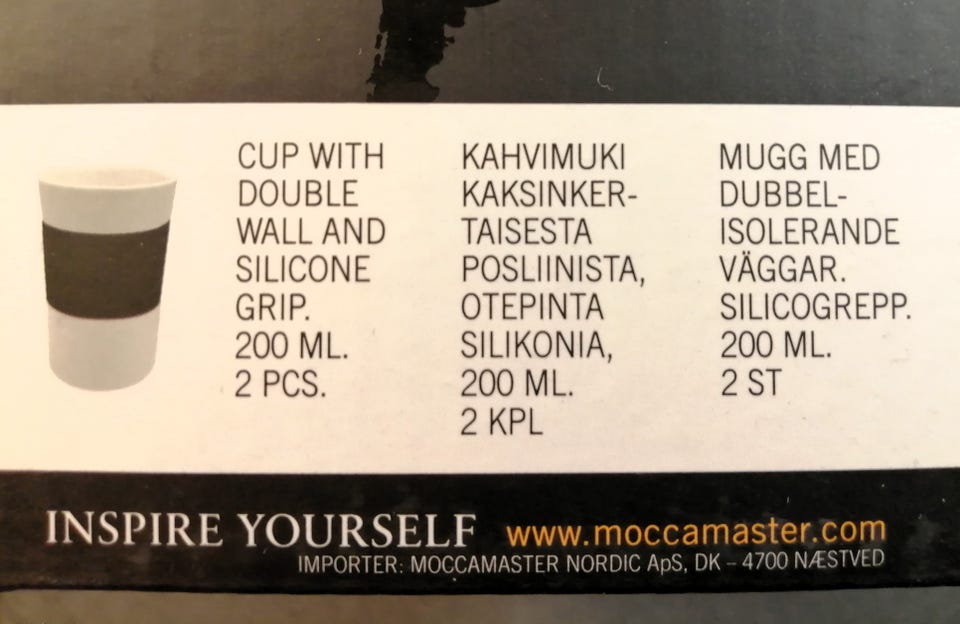 CUP WITH
DOUBLE
WALL AND
SILICONE
GRIP.
200 ML.
2 PCS.
KAHVIMUKI
KAKSINKER-
TAISESTA
POSLIINISTA,
OTEPINTA
SILIKONIA,
200 ML.
2 KPL
MUGG MED
DUBBEL-
ISOLERANDE
VÄGGAR.
SILICOGREPP.
200 ML.
2 ST
INSPIRE YOURSELF www.moccamaster.com
IMPORTER: MOCCAMASTER NORDIC ApS, DK – 4700 NÆSTVED